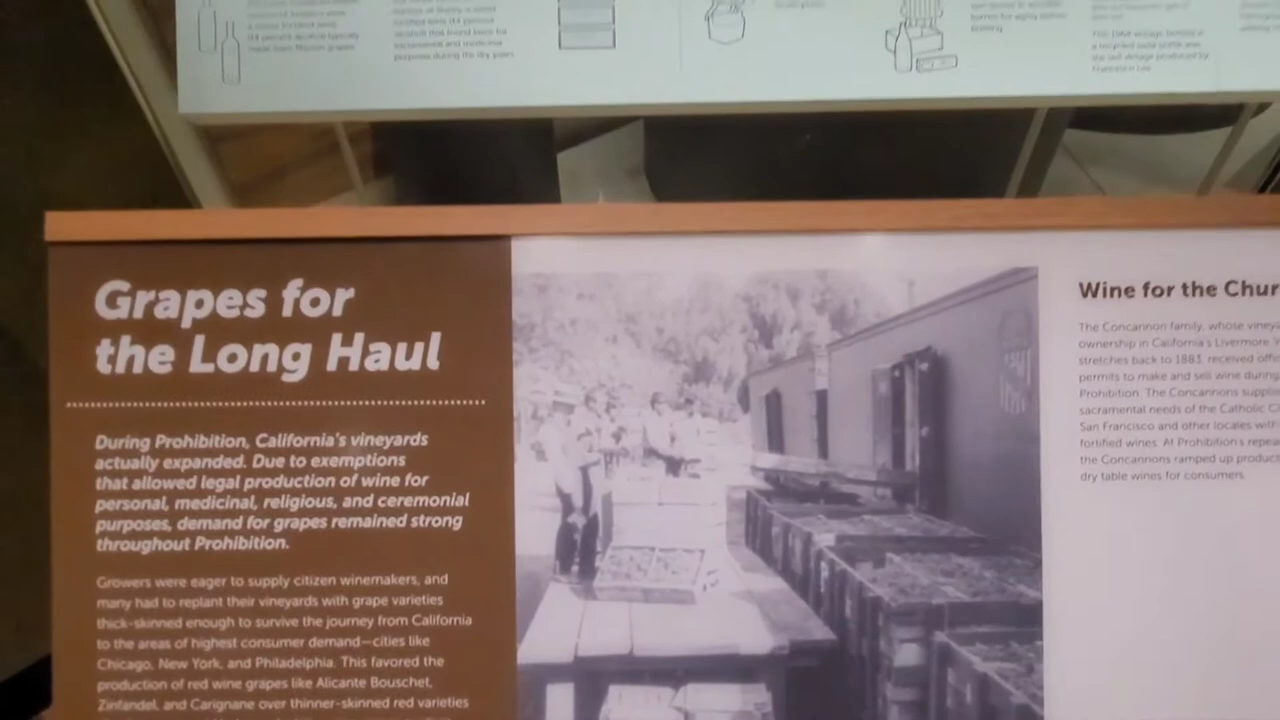 Grapes for
the Long Haul
During Prohibition, California's vineyards
actually expanded. Due to exemptions
that allowed legal production of wine for
personal, medicinal, religious, and ceremonial
purposes, demand for grapes remained strong
throughout Prohibition.
Growers were eager to supply citizen winemakers, and
many had to replant their vineyards with grape varieties
thick-skinned enough to survive the journey from California
to the areas of highest consumer demand—cities like
Chicago, New York, and Philadelphia. This favored the
production of red wine grapes like Alicante Bouschet,
Zinfandel, and Carignane over thinner-skinned red varieties
Wine for the Chur
The Concannon family, whose viney
ownership in California's Livermore
stretches back to 1883, received offi
permits to make and sell wine during
Prohibition. The Concannons suppli
sacramental needs of the Catholic C
San Francisco and other locales with
fortified wines. At Prohibition's repea
the Concannons ramped up product
dry table wines for consumers.